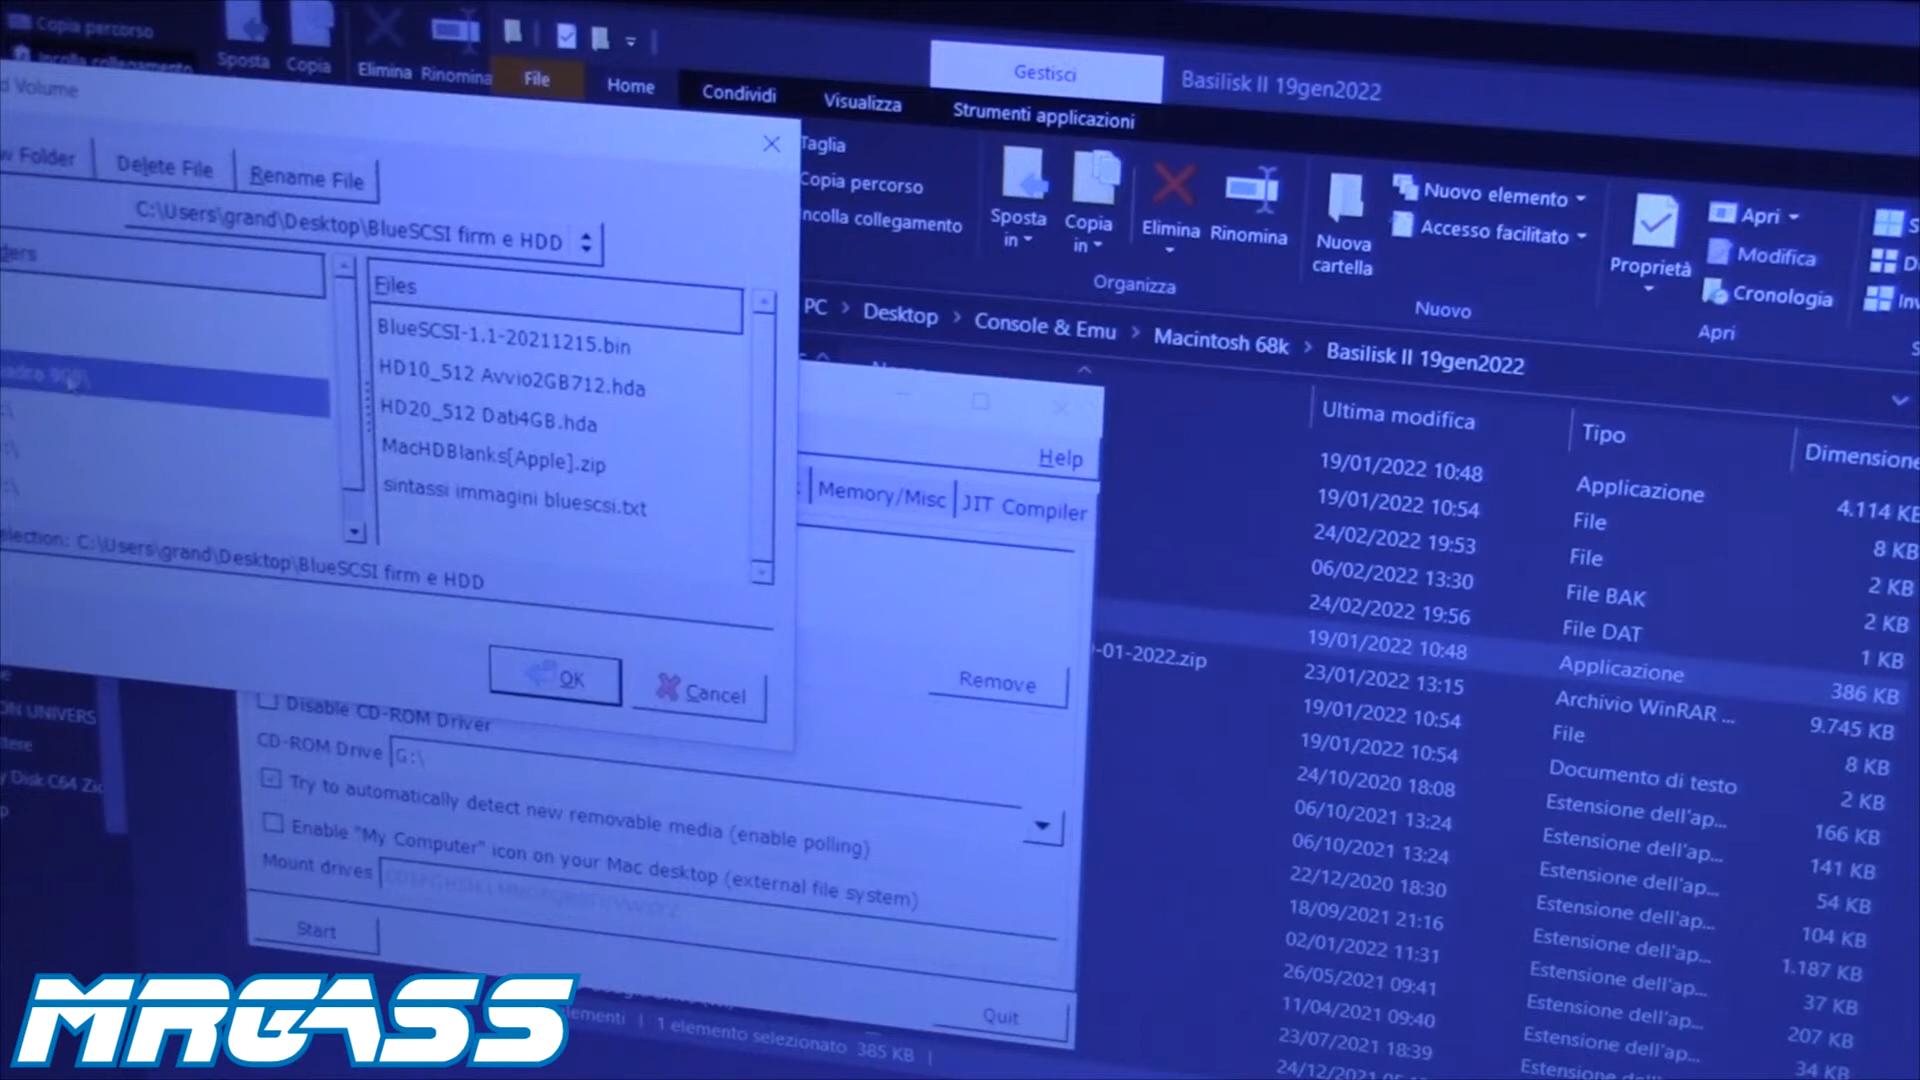 Copia percorso
Incolla collegamento
Sposta
Copia
Elimina
Rinomina
File
Home
Condividi
Visualizza
Gestisci
Strumenti applicazioni
Basilisk II 19gen2022
Taglia
Copia percorso
Incolla collegamento
Sposta in
Copia in
Elimina
Rinomina
Organizza
Nuova cartella
Nuovo elemento
Accesso facilitato
Nuovo
Proprietà
Apri
Modifica
Cronologia
Apri
PC > Desktop > Console & Emu > Macintosh 68k > Basilisk II 19gen2022
Volume
Folder
Delete File
Rename File
C:\Users\grand\Desktop\BlueSCSI firm e HDD
Files
BlueSCSI-1.1-20211215.bin
HD10_512 Avvio2GB712.hda
HD20_512 Dati4GB.hda
MacHDBlanks[Apple].zip
sintassi immagini bluescsi.txt
C:\Users\grand\Desktop\BlueSCSI firm e HDD
OK
Cancel
Help
Memory/Misc
JIT Compiler
Remove
Disable CD-ROM Driver
CD-ROM Drive G:\
Try to automatically detect new removable media (enable polling)
Enable "My Computer" icon on your Mac desktop (external file system)
Mount drives
Start
Quit
1 elemento selezionato 385 KB
-01-2022.zip
ON UNIVERS
y Disk C64
Ultima modifica
19/01/2022 10:48
19/01/2022 10:54
24/02/2022 19:53
06/02/2022 13:30
24/02/2022 19:56
19/01/2022 10:48
23/01/2022 13:15
19/01/2022 10:54
19/01/2022 10:54
24/10/2020 18:08
06/10/2021 13:24
06/10/2021 13:24
22/12/2020 18:30
18/09/2021 21:16
02/01/2022 11:31
26/05/2021 09:41
11/04/2021 09:40
23/07/2021 18:39
24/12/2021
Tipo
Applicazione
File
File
File BAK
File DAT
Applicazione
Archivio WinRAR ...
File
Documento di testo
Estensione dell'ap...
Estensione dell'ap...
Estensione dell'ap...
Estensione dell'ap...
Estensione dell'ap...
Estensione dell'ap...
Estensione dell'ap...
Estensione dell'ap...
Estensione dell'ap...
Dimensione
4.114 KB
8 KB
2 KB
2 KB
1 KB
386 KB
9.745 KB
8 KB
2 KB
166 KB
141 KB
54 KB
104 KB
1.187 KB
37 KB
207 KB
34 KB
MRGASS